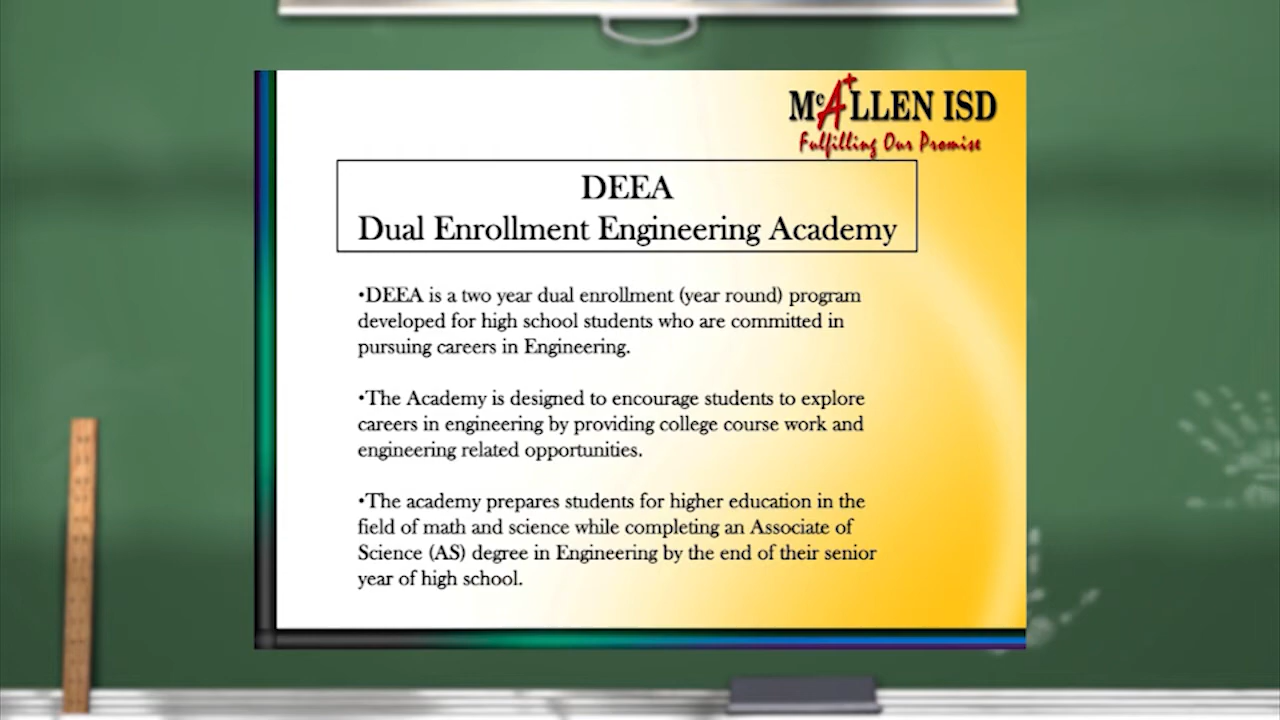 McA+LLEN ISD
Fulfilling Our Promise
DEEA
Dual Enrollment Engineering Academy
•DEEA is a two year dual enrollment (year round) program
developed for high school students who are committed in
pursuing careers in Engineering.
•The Academy is designed to encourage students to explore
careers in engineering by providing college course work and
engineering related opportunities.
•The academy prepares students for higher education in the
field of math and science while completing an Associate of
Science (AS) degree in Engineering by the end of their senior
year of high school.